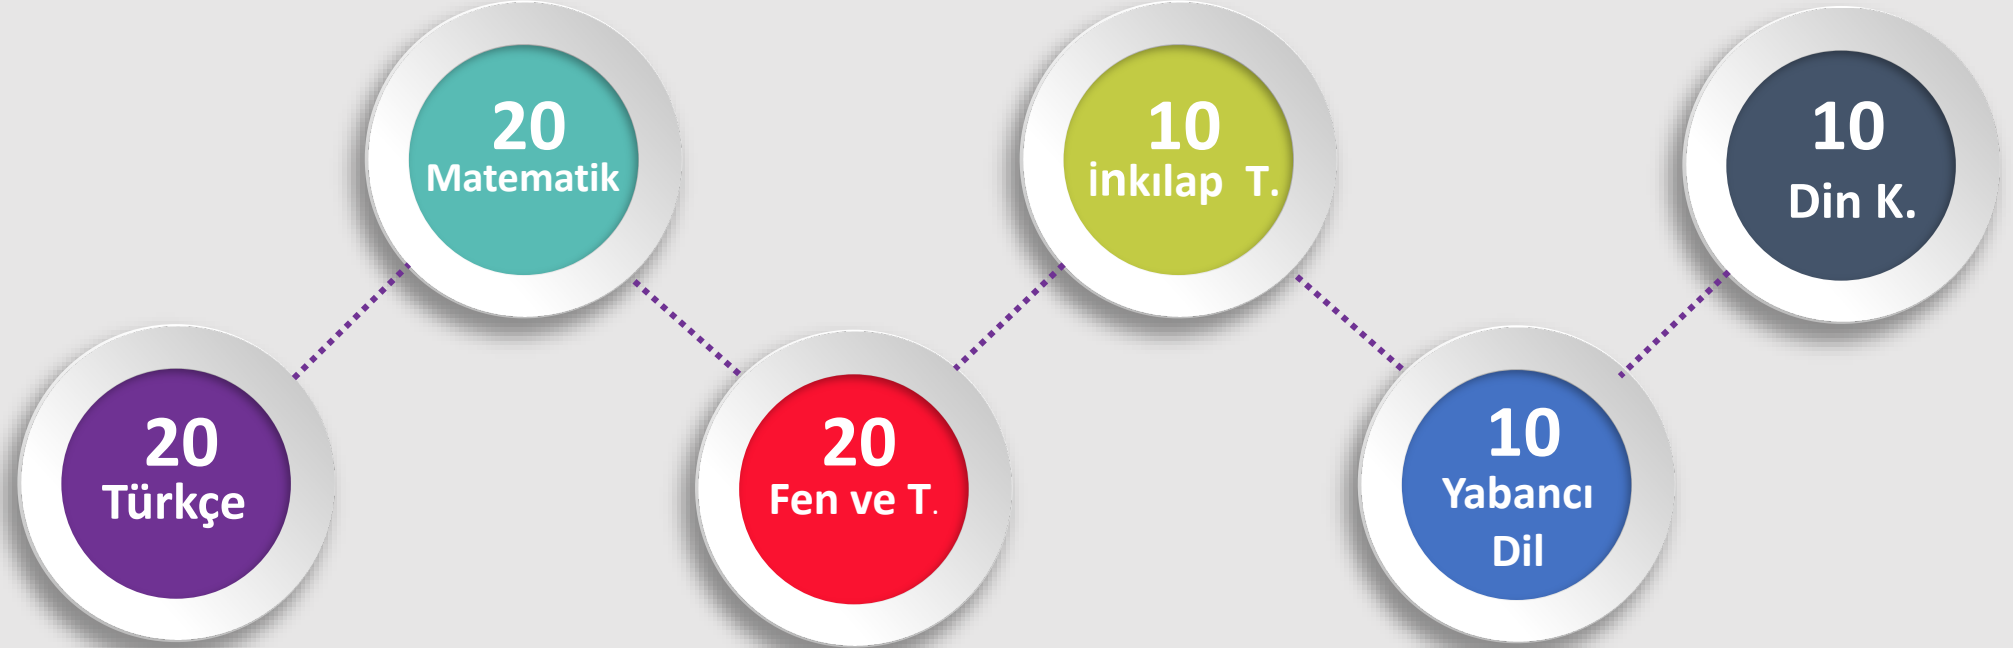 20
Türkçe
20
Matematik
20
Fen ve T.
10
inkılap T.
10
Yabancı
Dil
10
Din K.